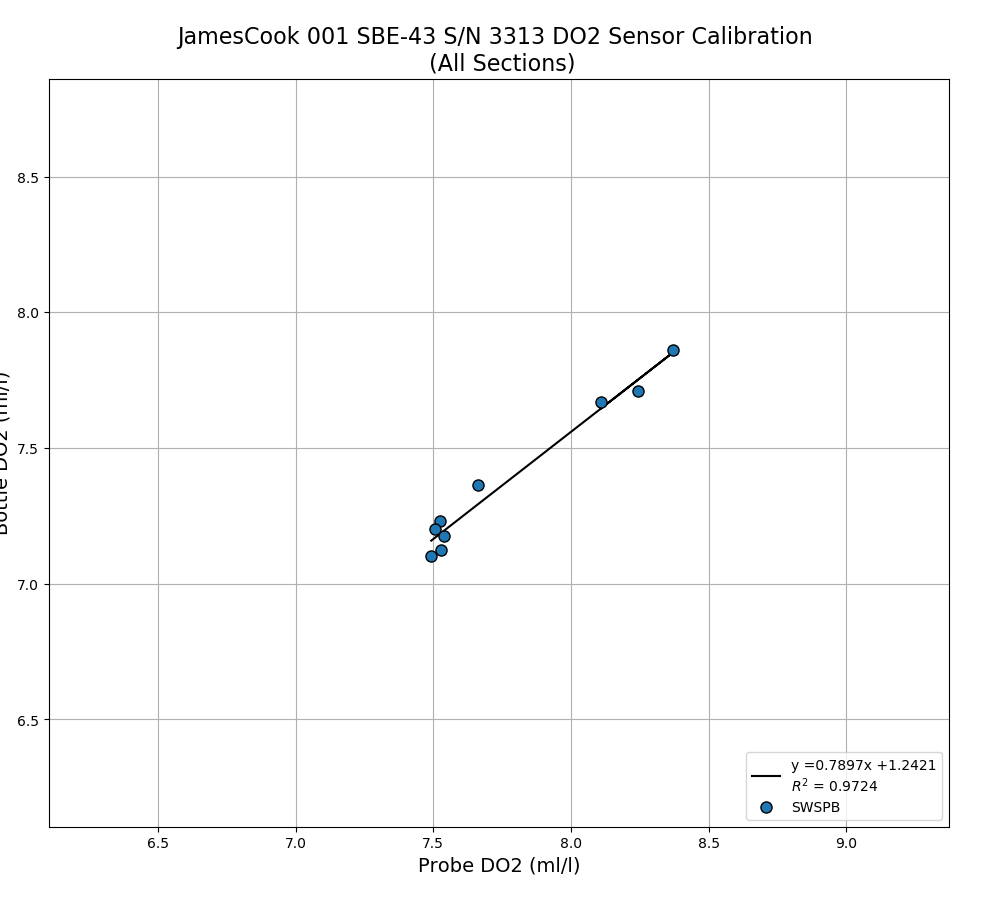 JamesCook 001 SBE-43 S/N 3313 DO2 Sensor Calibration
(All Sections)
8.5
8.0
7.5
7.0
6.5
Bottle DO2 (ml/l)
6.5
7.0
7.5
8.0
8.5
9.0
Probe DO2 (ml/l)
y =0.7897x +1.2421
R² = 0.9724
SWSPB